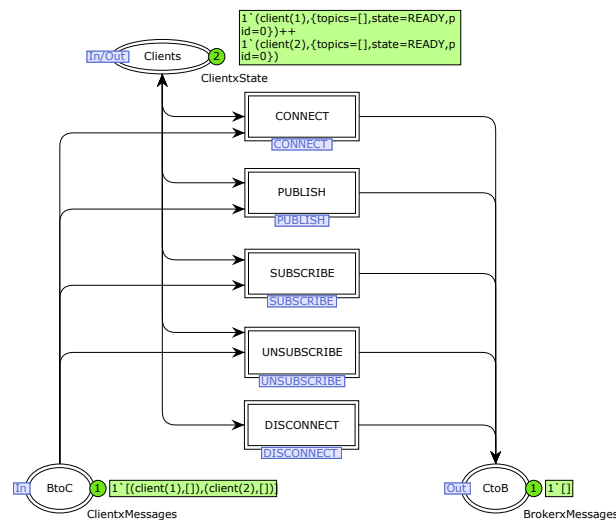 1`(client(1),{topics=[],state=READY,p
id=0})++
1`(client(2),{topics=[],state=READY,p
id=0})
In/Out
Clients
2
ClientxState
CONNECT
CONNECT
PUBLISH
PUBLISH
SUBSCRIBE
SUBSCRIBE
UNSUBSCRIBE
UNSUBSCRIBE
DISCONNECT
DISCONNECT
In
BtoC
1
1`[(client(1),[]),(client(2),[])]
ClientxMessages
Out
CtoB
1
1`[]
BrokerxMessages